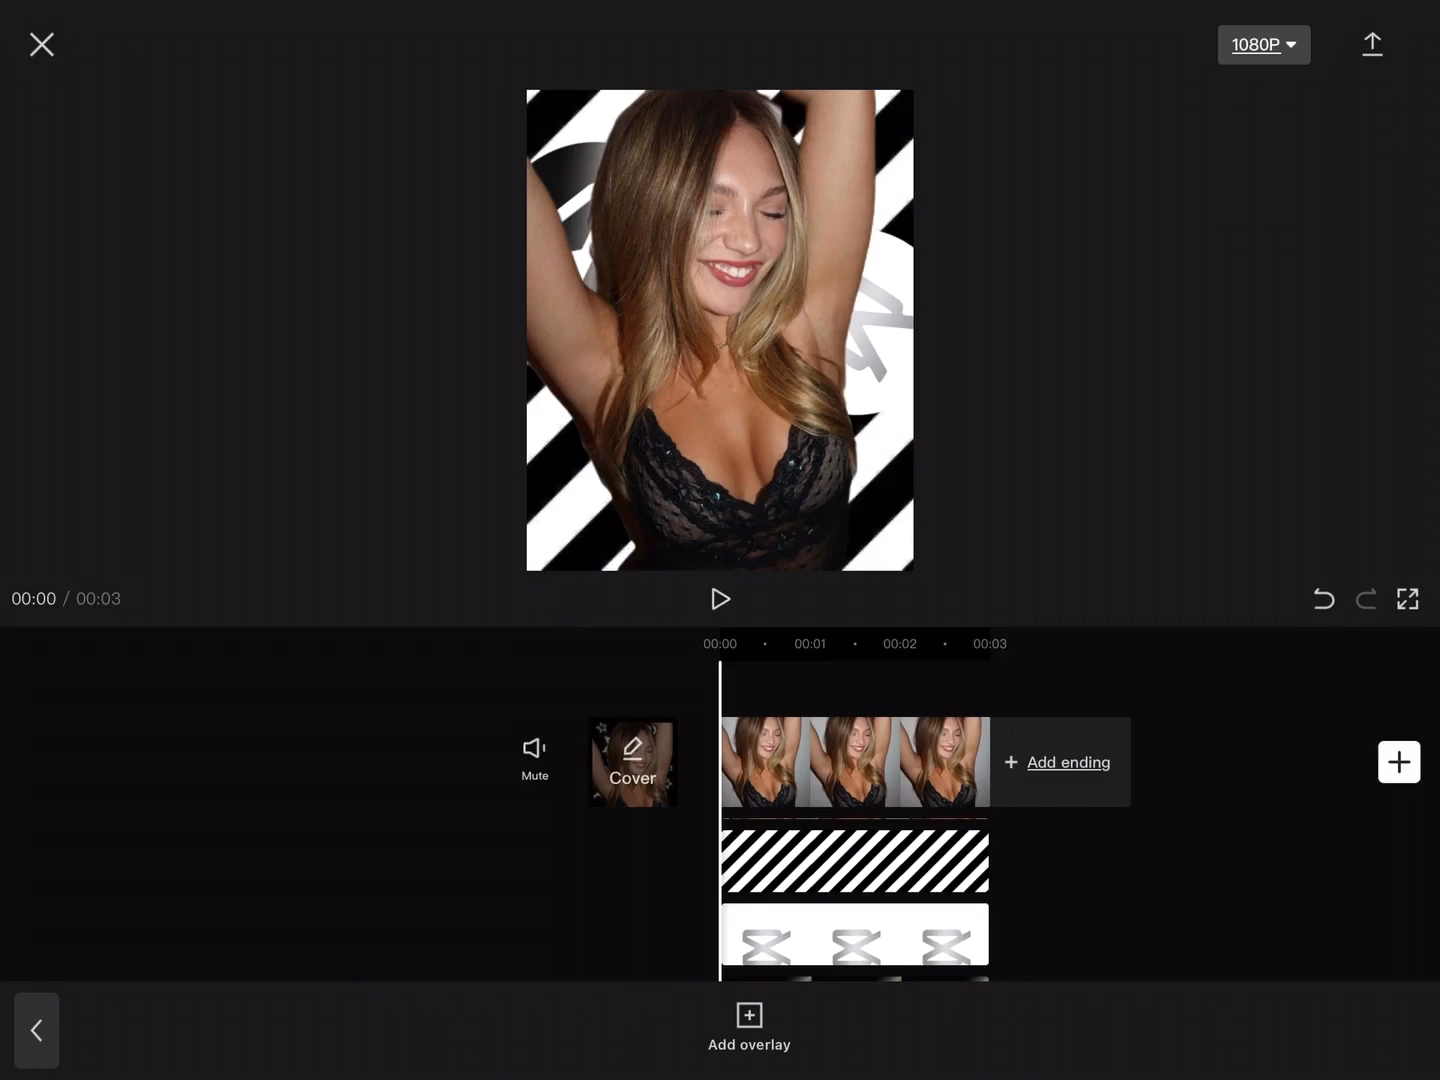 1080P
00:00 / 00:03
00:00 00:01 00:02 00:03
Mute
Cover
+ Add ending
Add overlay